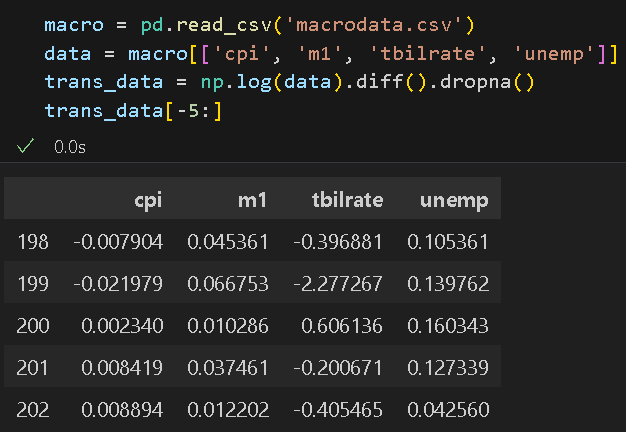 macro = pd.read_csv('macrodata.csv')
data = macro[['cpi', 'm1', 'tbilrate', 'unemp']]
trans_data = np.log(data).diff().dropna()
trans_data[-5:]
✓ 0.0s
cpi m1 tbilrate unemp
198 -0.007904 0.045361 -0.396881 0.105361
199 -0.021979 0.066753 -2.277267 0.139762
200 0.002340 0.010286 0.606136 0.160343
201 0.008419 0.037461 -0.200671 0.127339
202 0.008894 0.012202 -0.405465 0.042560